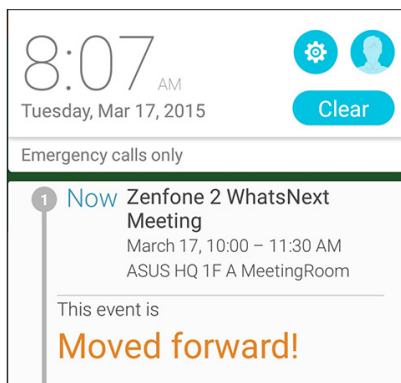 8:07 AM
Tuesday, Mar 17, 2015
Clear
Emergency calls only
1 Now Zenfone 2 WhatsNext
Meeting
March 17, 10:00 – 11:30 AM
ASUS HQ 1F A MeetingRoom
This event is
Moved forward!